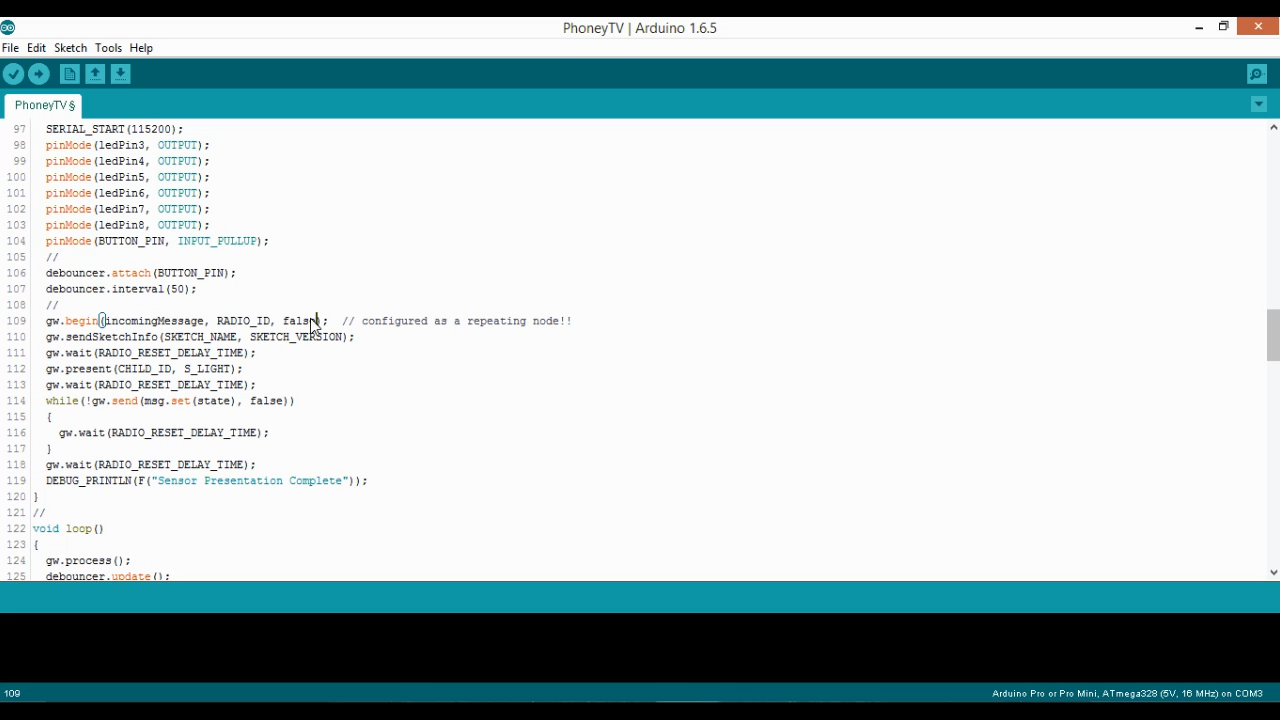 PhoneyTV | Arduino 1.6.5
File Edit Sketch Tools Help
PhoneyTV §
97 SERIAL_START(115200);
98 pinMode(ledPin3, OUTPUT);
99 pinMode(ledPin4, OUTPUT);
100 pinMode(ledPin5, OUTPUT);
101 pinMode(ledPin6, OUTPUT);
102 pinMode(ledPin7, OUTPUT);
103 pinMode(ledPin8, OUTPUT);
104 pinMode(BUTTON_PIN, INPUT_PULLUP);
105 //
106 debouncer.attach(BUTTON_PIN);
107 debouncer.interval(50);
108 //
109 gw.begin(incomingMessage, RADIO_ID, false); // configured as a repeating node!!
110 gw.sendSketchInfo(SKETCH_NAME, SKETCH_VERSION);
111 gw.wait(RADIO_RESET_DELAY_TIME);
112 gw.present(CHILD_ID, S_LIGHT);
113 gw.wait(RADIO_RESET_DELAY_TIME);
114 while(!gw.send(msg.set(state), false))
115 {
116 gw.wait(RADIO_RESET_DELAY_TIME);
117 }
118 gw.wait(RADIO_RESET_DELAY_TIME);
119 DEBUG_PRINTLN(F("Sensor Presentation Complete"));
120 }
121 //
122 void loop()
123 {
124 gw.process();
125 debouncer.update();
109 Arduino Pro or Pro Mini, ATmega328 (5V, 16 MHz) on COM3